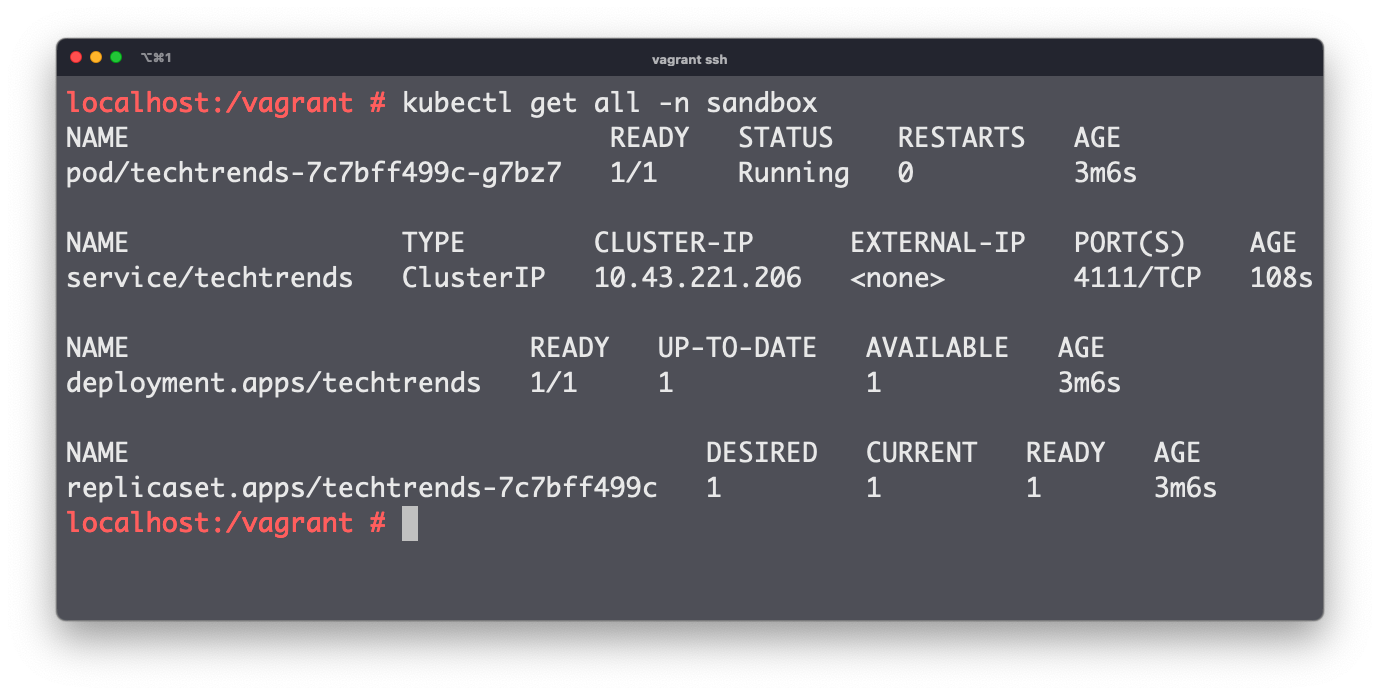 ⌥⌘1 vagrant ssh
localhost:/vagrant # kubectl get all -n sandbox
NAME READY STATUS RESTARTS AGE
pod/techtrends-7c7bff499c-g7bz7 1/1 Running 0 3m6s
NAME TYPE CLUSTER-IP EXTERNAL-IP PORT(S) AGE
service/techtrends ClusterIP 10.43.221.206 <none> 4111/TCP 108s
NAME READY UP-TO-DATE AVAILABLE AGE
deployment.apps/techtrends 1/1 1 1 3m6s
NAME DESIRED CURRENT READY AGE
replicaset.apps/techtrends-7c7bff499c 1 1 1 3m6s
localhost:/vagrant #